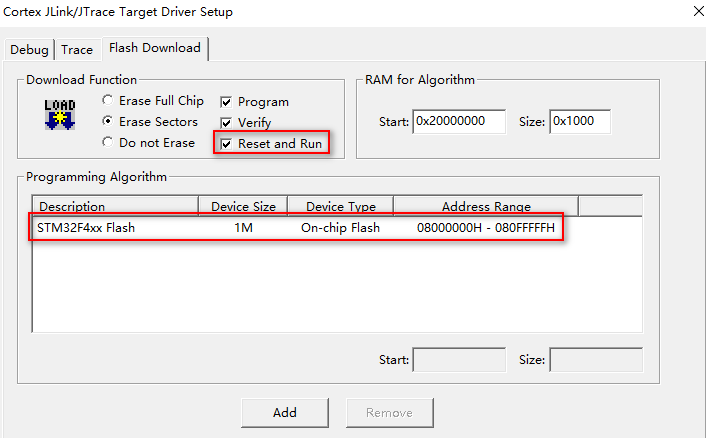 Cortex JLink/JTrace Target Driver Setup
Debug Trace Flash Download
Download Function
LOAD
Erase Full Chip
Program
Erase Sectors
Verify
Do not Erase
Reset and Run
RAM for Algorithm
Start: 0x20000000 Size: 0x1000
Programming Algorithm
Description Device Size Device Type Address Range
STM32F4xx Flash 1M On-chip Flash 08000000H - 080FFFFFH
Start: Size:
Add Remove